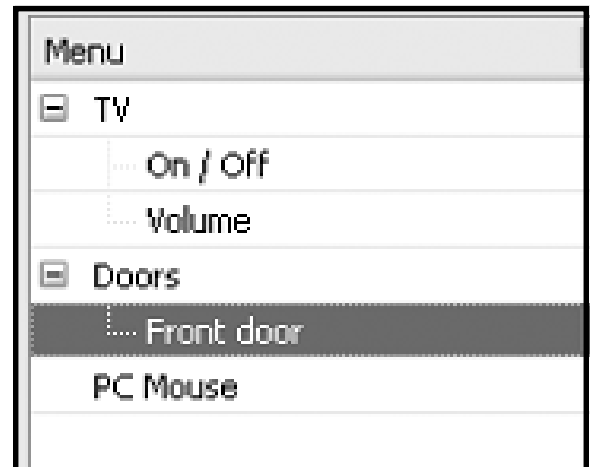 Menu
TV
On / Off
Volume
Doors
Front door
PC Mouse